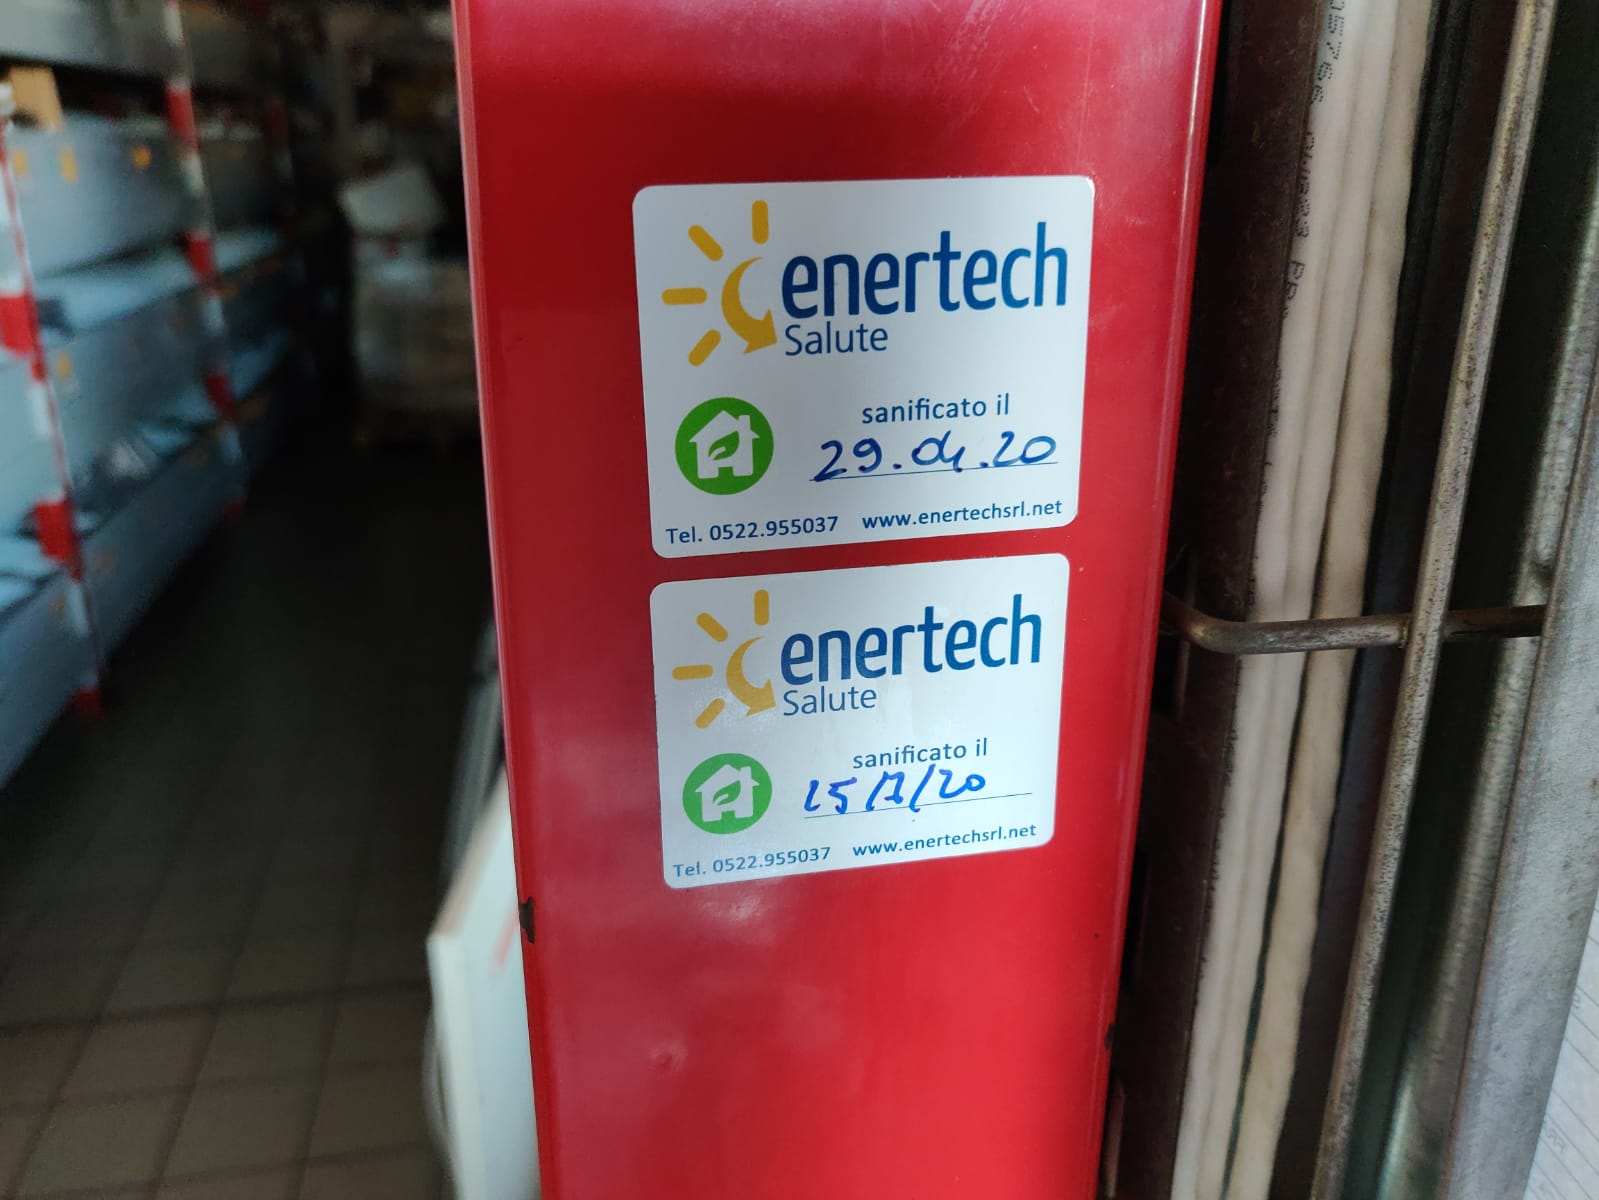 enertech
Salute
sanificato il
29.04.20
Tel. 0522.955037 www.enertechsrl.net
enertech
Salute
sanificato il
15/7/20
Tel. 0522.955037 www.enertechsrl.net